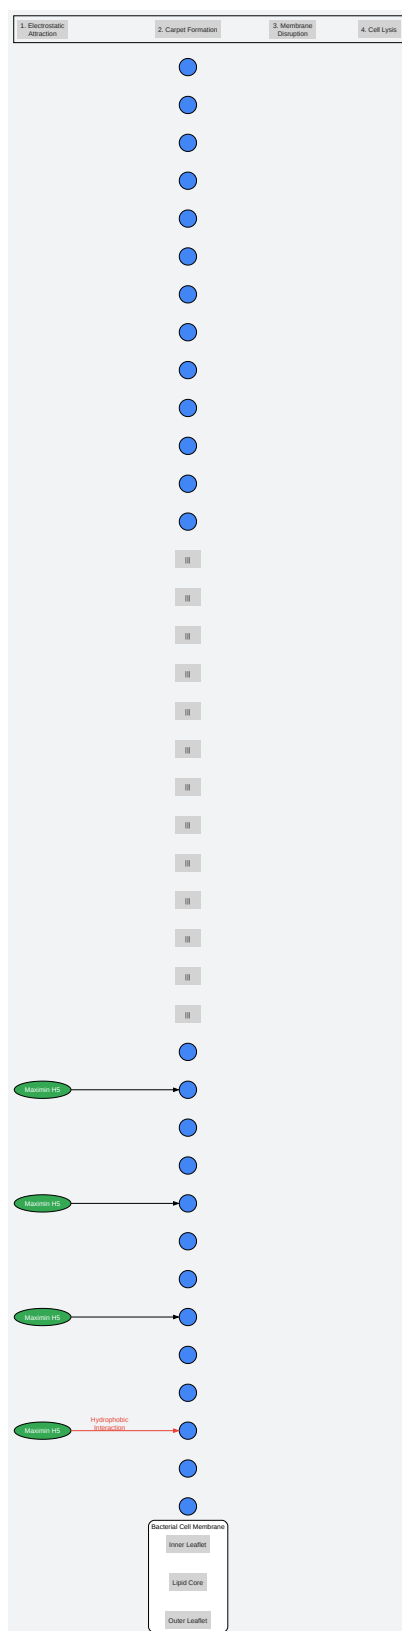 1. Electrostatic
Attraction
2. Carpet Formation
3. Membrane
Disruption
4. Cell Lysis
|||
|||
|||
|||
|||
|||
|||
|||
|||
|||
|||
|||
|||
Maximin H5
Maximin H5
Maximin H5
Hydrophobic
Interaction
Maximin H5
Bacterial Cell Membrane
Inner Leaflet
Lipid Core
Outer Leaflet